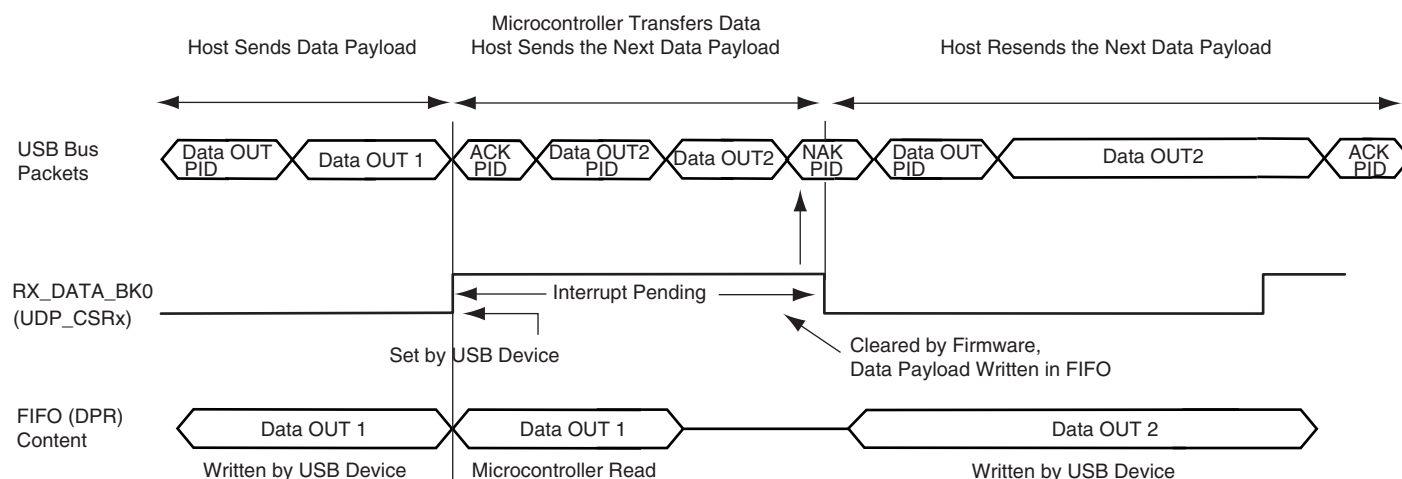 Microcontroller Transfers Data
Host Sends Data Payload
Host Sends the Next Data Payload
Host Resends the Next Data Payload
USB Bus
Packets
Data OUT
PID
Data OUT 1
ACK
PID
Data OUT2
PID
Data OUT2
NAK
PID
Data OUT
PID
Data OUT2
ACK
PID
RX_DATA_BK0
(UDP_CSRx)
Interrupt Pending
Set by USB Device
Cleared by Firmware,
Data Payload Written in FIFO
FIFO (DPR)
Content
Data OUT 1
Data OUT 1
Data OUT 2
Written by USB Device
Microcontroller Read
Written by USB Device